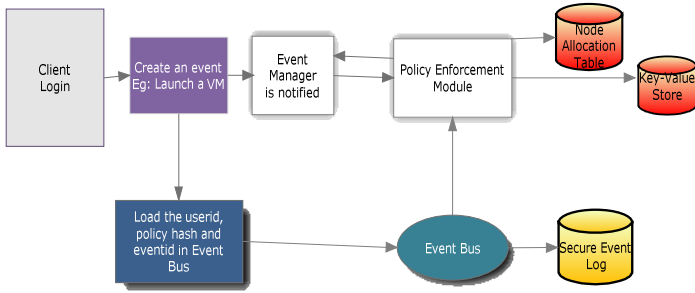 Client
Login
Create an event
Eg: Launch a VM
Event
Manager
is notified
Policy Enforcement
Module
Node
Allocation
Table
Key-Value
Store
Load the userid,
policy hash and
eventid in Event
Bus
Event Bus
Secure Event
Log